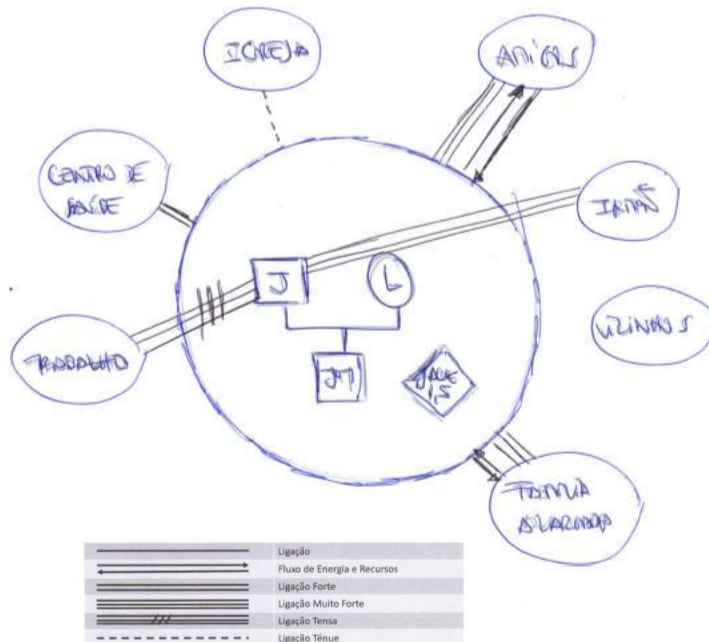 IGREJA
AMIGOS
CENTRO DE
SAÚDE
IRMÃ
J
L
VIZINHOS
TRABALHO
JM
FAMÍLIA
ALARGADA
Ligação
Fluxo de Energia e Recursos
Ligação Forte
Ligação Muito Forte
Ligação Tensa
Ligação Ténue